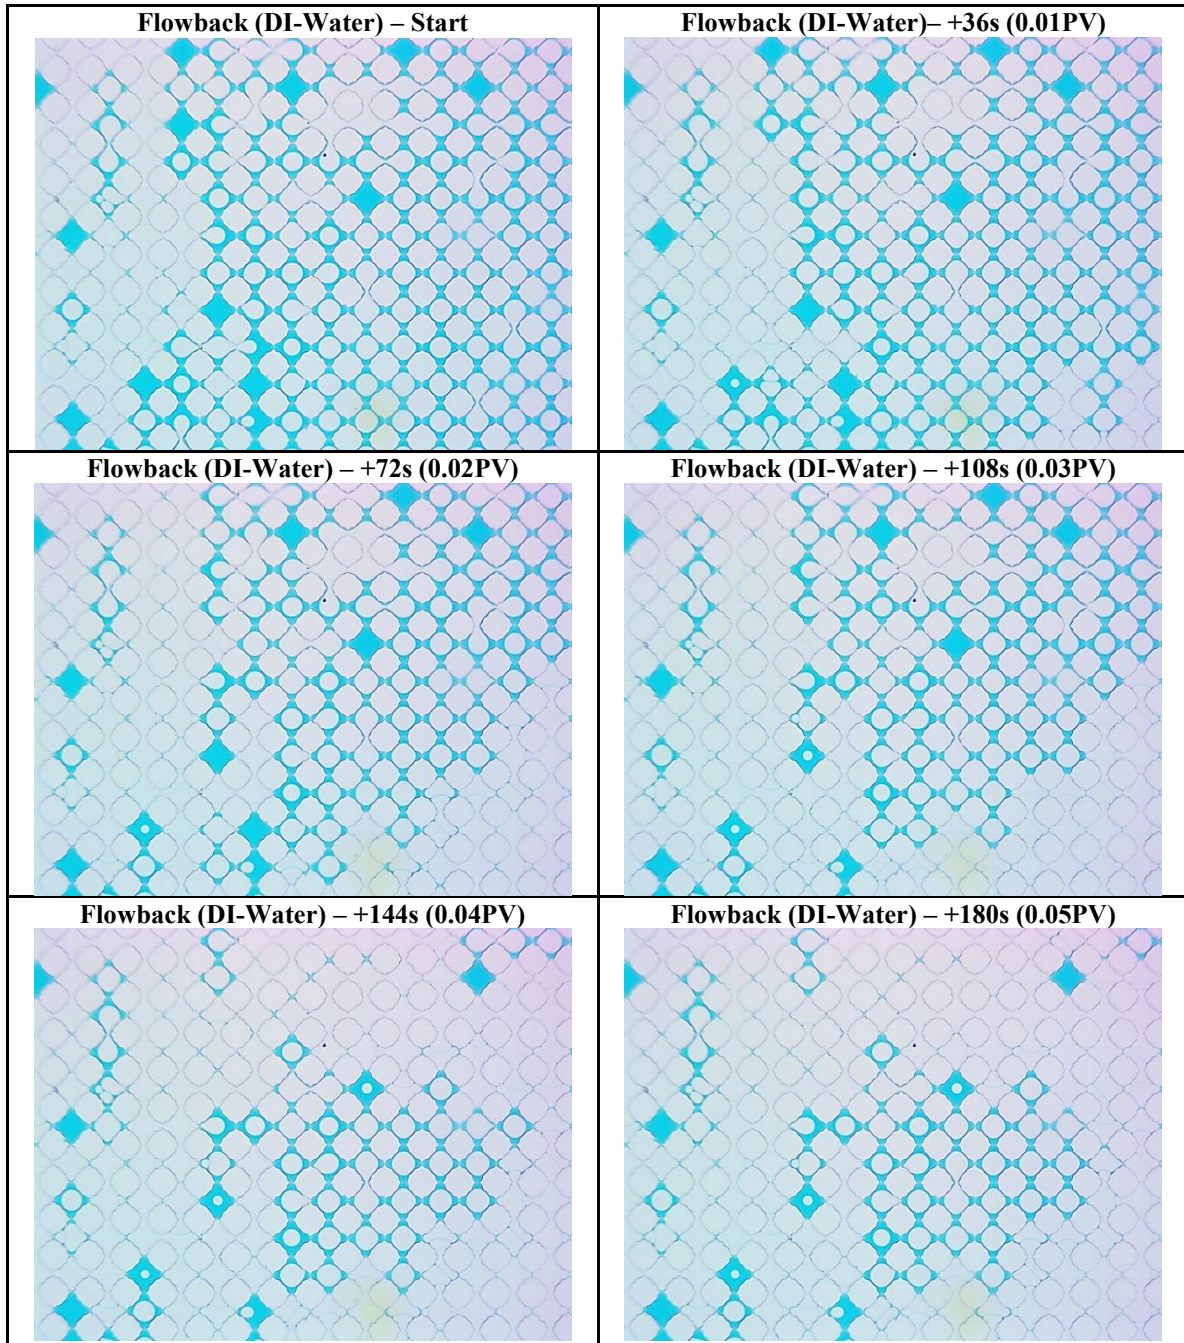 Flowback (DI-Water) – Start
Flowback (DI-Water)– +36s (0.01PV)
Flowback (DI-Water) – +72s (0.02PV)
Flowback (DI-Water) – +108s (0.03PV)
Flowback (DI-Water) – +144s (0.04PV)
Flowback (DI-Water) – +180s (0.05PV)